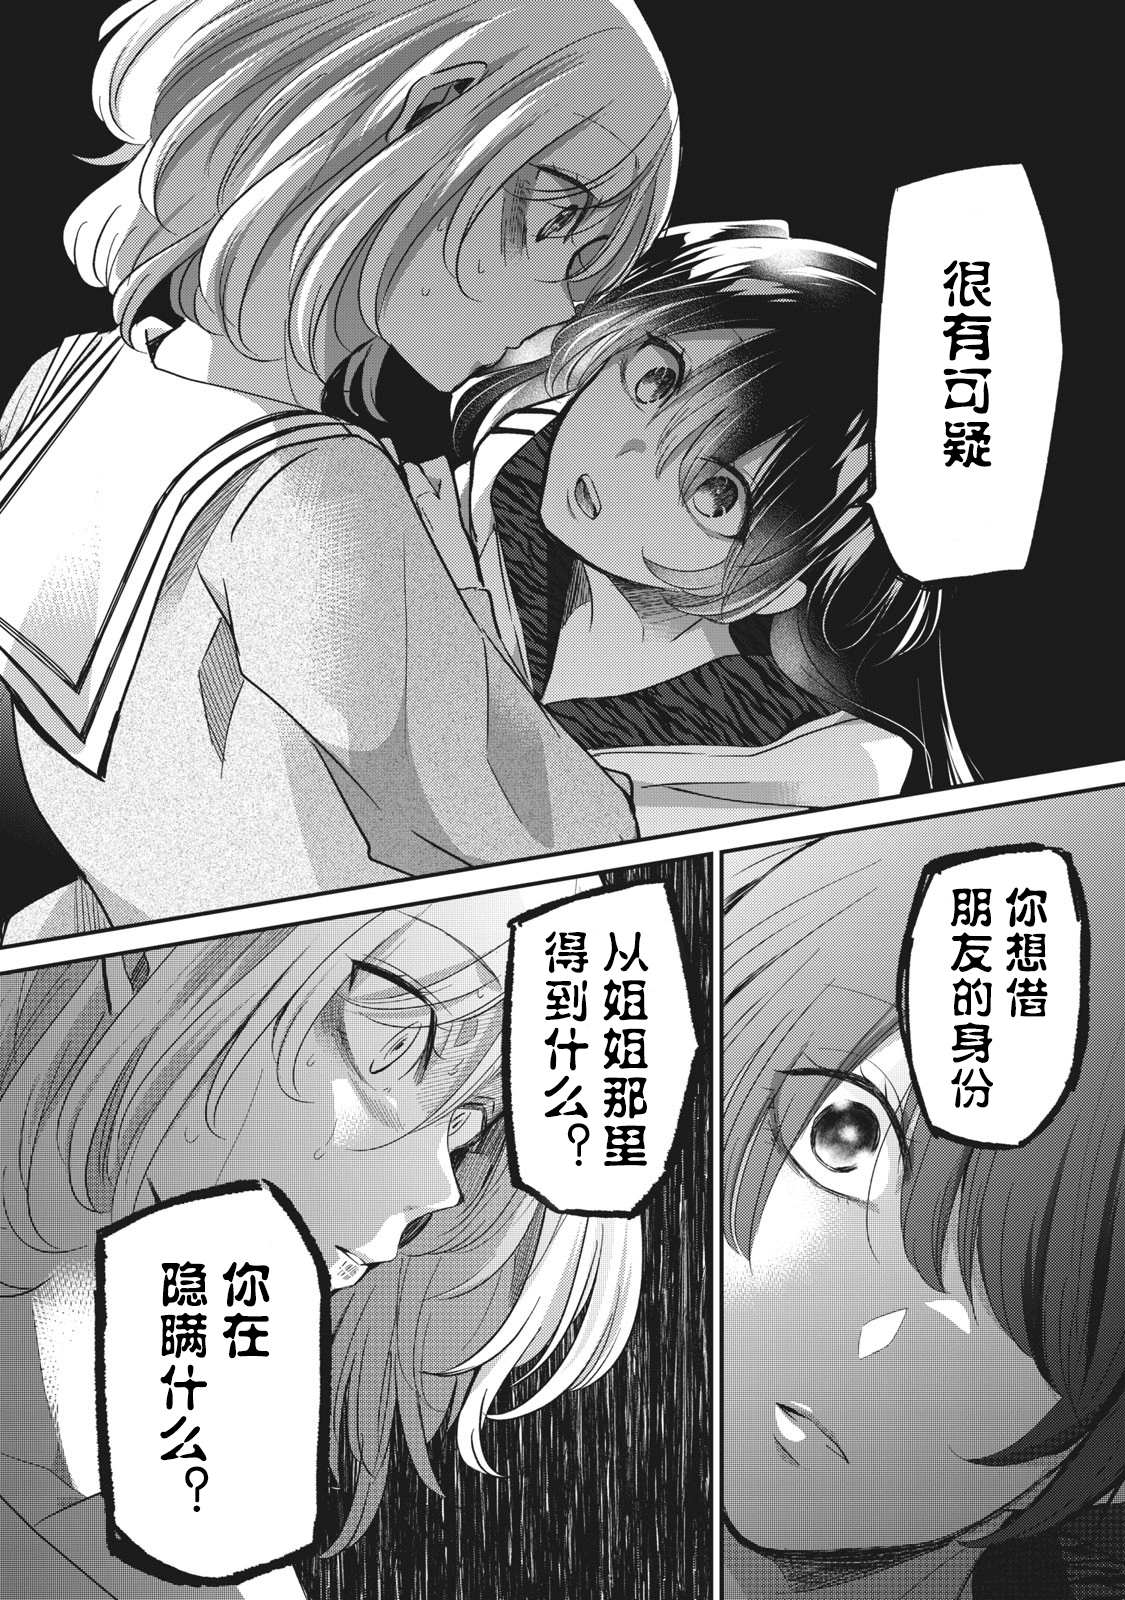 很有可疑
你想借
朋友的身份
从姐姐那里
得到什么？
你在
隐瞒什么？